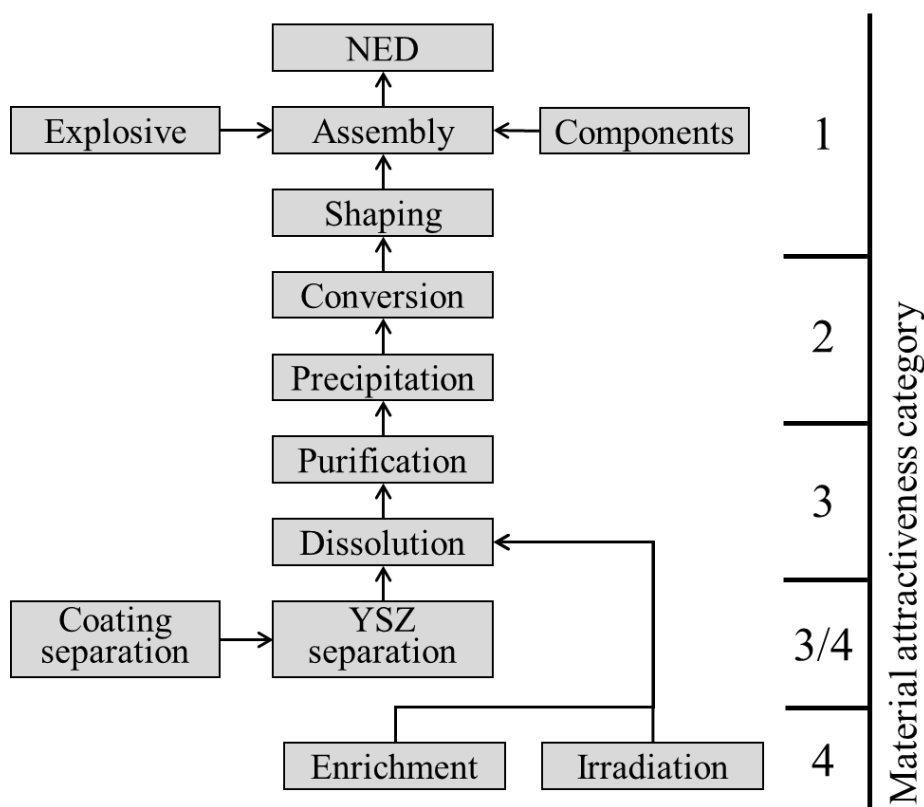 NED
Explosive
Assembly
Components
1
Shaping
Conversion
2
Precipitation
Purification
3
Dissolution
Coating
separation
YSZ
separation
3/4
Enrichment
Irradiation
4
Material attractiveness category